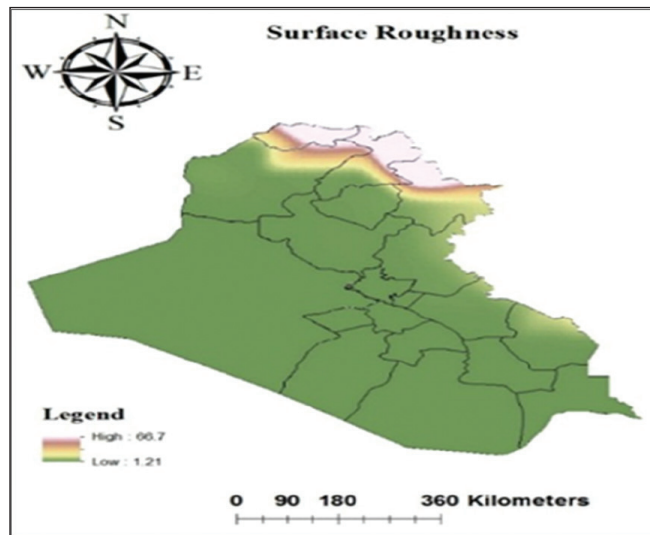 Surface Roughness
N
W E
S
Legend
High : 66.7
Low : 1.21
0 90 180 360 Kilometers